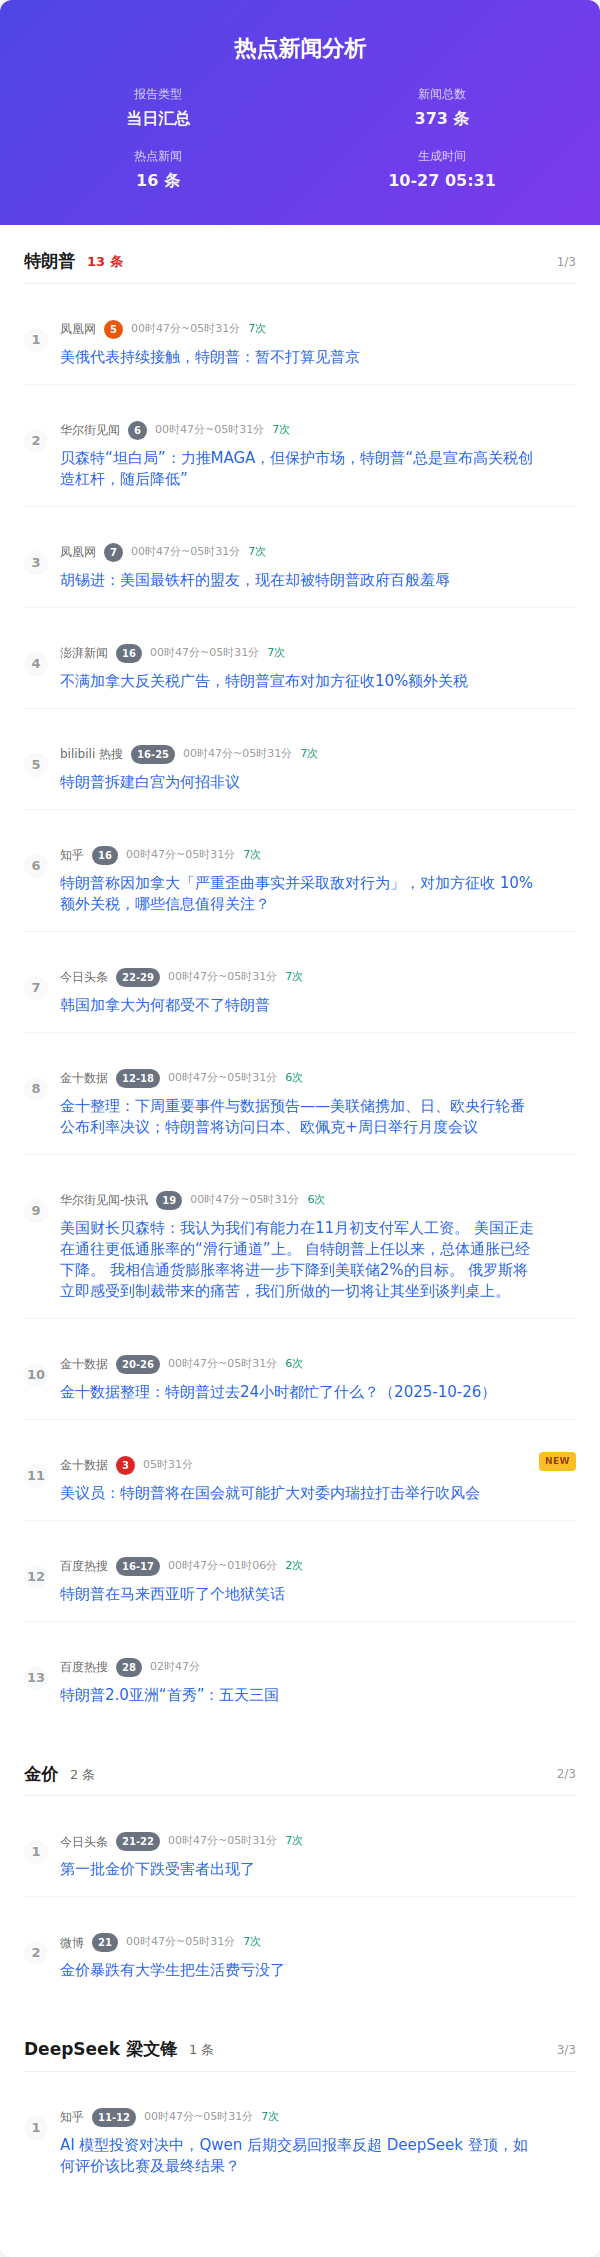 热点新闻分析
报告类型
当日汇总
新闻总数
373 条
热点新闻
16 条
生成时间
10-27 05:31
特朗普 13 条 1/3
1 凤凰网 5 00时47分~05时31分 7次
美俄代表持续接触，特朗普：暂不打算见普京
2 华尔街见闻 6 00时47分~05时31分 7次
贝森特“坦白局”：力推MAGA，但保护市场，特朗普“总是宣布高关税创
造杠杆，随后降低”
3 凤凰网 7 00时47分~05时31分 7次
胡锡进：美国最铁杆的盟友，现在却被特朗普政府百般羞辱
4 澎湃新闻 16 00时47分~05时31分 7次
不满加拿大反关税广告，特朗普宣布对加方征收10%额外关税
5 bilibili 热搜 16-25 00时47分~05时31分 7次
特朗普拆建白宫为何招非议
6 知乎 16 00时47分~05时31分 7次
特朗普称因加拿大「严重歪曲事实并采取敌对行为」，对加方征收 10%
额外关税，哪些信息值得关注？
7 今日头条 22-29 00时47分~05时31分 7次
韩国加拿大为何都受不了特朗普
8 金十数据 12-18 00时47分~05时31分 6次
金十整理：下周重要事件与数据预告——美联储携加、日、欧央行轮番
公布利率决议；特朗普将访问日本、欧佩克+周日举行月度会议
9 华尔街见闻-快讯 19 00时47分~05时31分 6次
美国财长贝森特：我认为我们有能力在11月初支付军人工资。 美国正走
在通往更低通胀率的“滑行通道”上。 自特朗普上任以来，总体通胀已经
下降。 我相信通货膨胀率将进一步下降到美联储2%的目标。 俄罗斯将
立即感受到制裁带来的痛苦，我们所做的一切将让其坐到谈判桌上。
10 金十数据 20-26 00时47分~05时31分 6次
金十数据整理：特朗普过去24小时都忙了什么？（2025-10-26）
11 金十数据 3 05时31分 NEW
美议员：特朗普将在国会就可能扩大对委内瑞拉打击举行吹风会
12 百度热搜 16-17 00时47分~01时06分 2次
特朗普在马来西亚听了个地狱笑话
13 百度热搜 28 02时47分
特朗普2.0亚洲“首秀”：五天三国
金价 2 条 2/3
1 今日头条 21-22 00时47分~05时31分 7次
第一批金价下跌受害者出现了
2 微博 21 00时47分~05时31分 7次
金价暴跌有大学生把生活费亏没了
DeepSeek 梁文锋 1 条 3/3
1 知乎 11-12 00时47分~05时31分 7次
AI 模型投资对决中，Qwen 后期交易回报率反超 DeepSeek 登顶，如
何评价该比赛及最终结果？